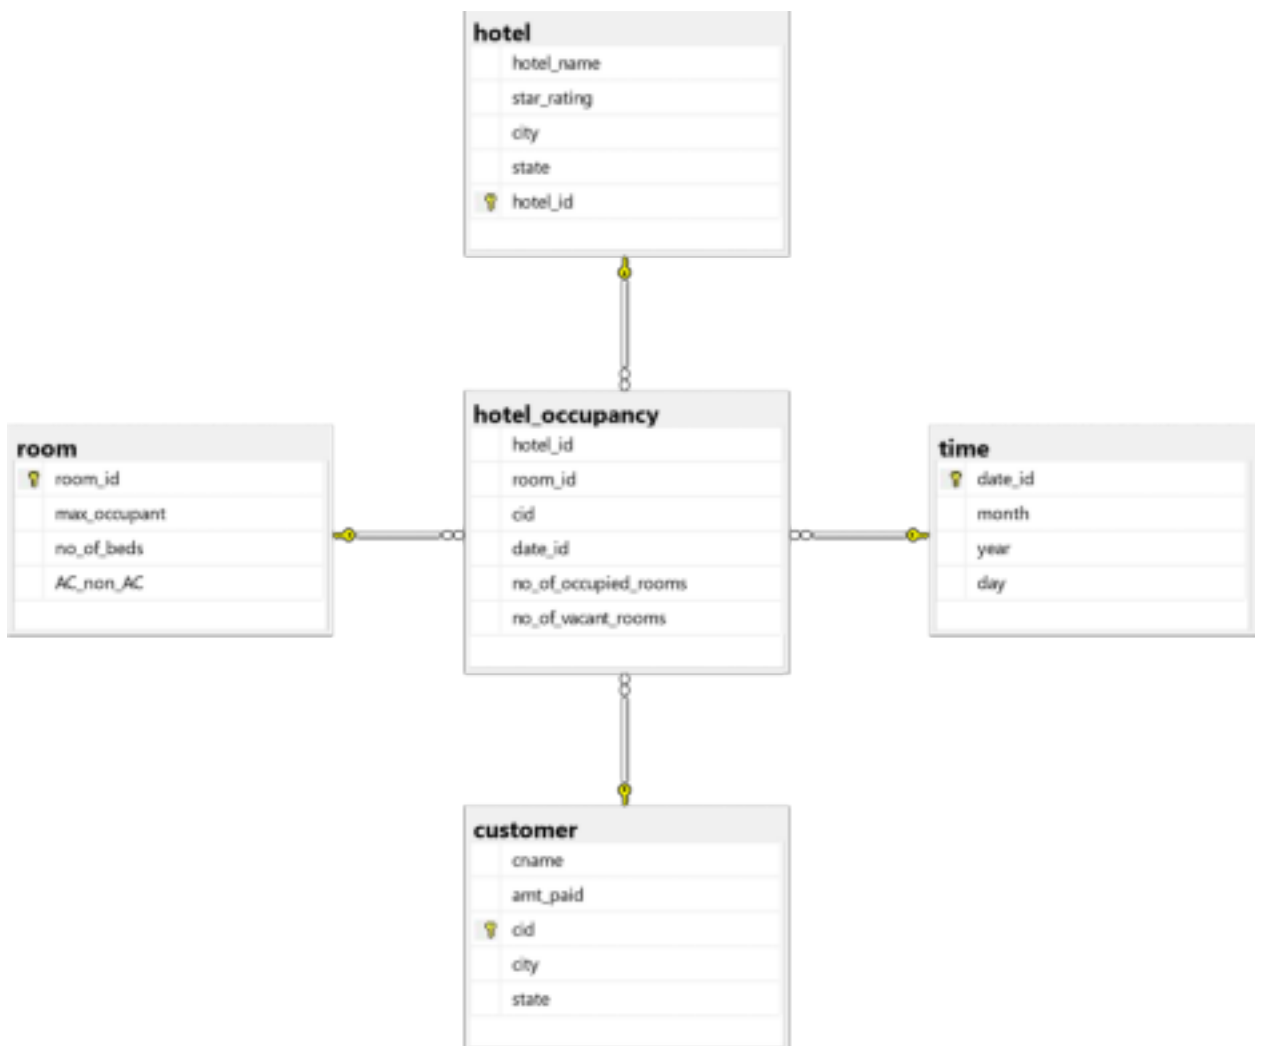 hotel
hotel_name
star_rating
city
state
hotel_id
room
room_id
max_occupant
no_of_beds
AC_non_AC
hotel_occupancy
hotel_id
room_id
cid
date_id
no_of_occupied_rooms
no_of_vacant_rooms
time
date_id
month
year
day
customer
cname
amt_paid
cid
city
state